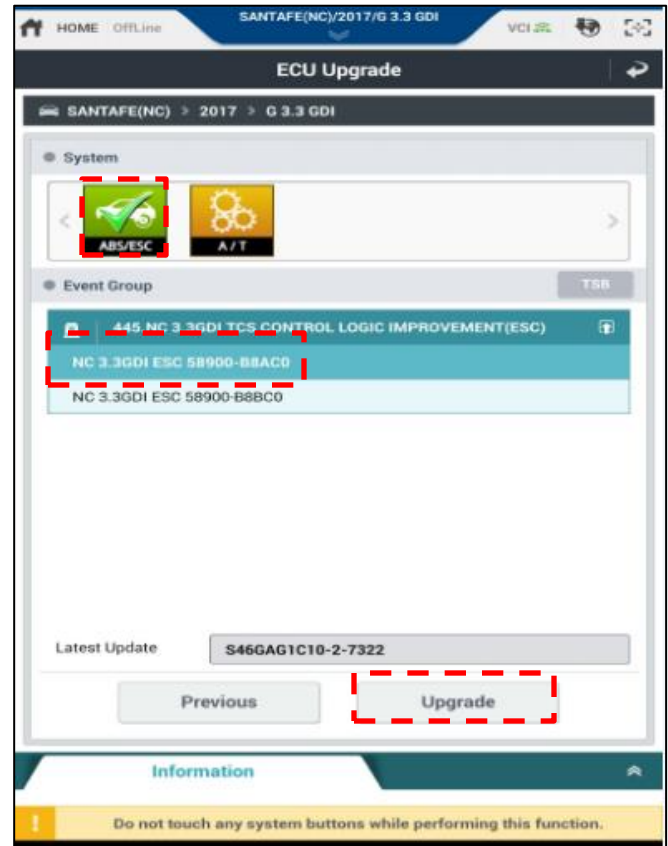 SANTAFE(NC)/2017/G 3.3 GDI
HOME OffLine VCI
ECU Upgrade
SANTAFE(NC) > 2017 > G 3.3 GDI
System
ABS/ESC A/T
Event Group TSB
445.NC 3.3GDI TCS CONTROL LOGIC IMPROVEMENT(ESC)
NC 3.3GDI ESC 58900-B8AC0
NC 3.3GDI ESC 58900-B8BC0
Latest Update S46GAG1C10-2-7322
Previous Upgrade
Information
! Do not touch any system buttons while performing this function.